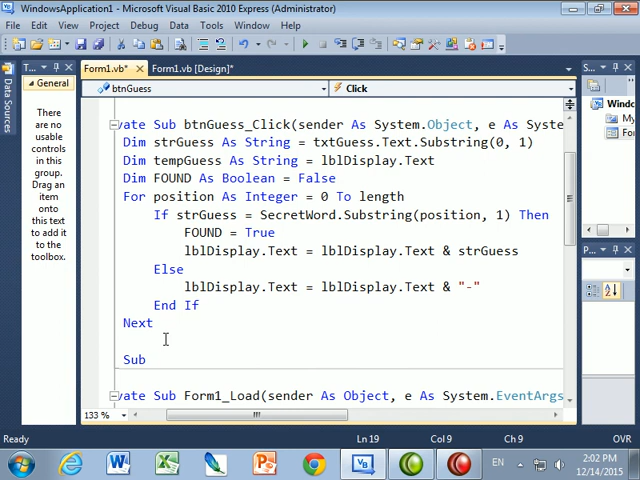 WindowsApplication1 - Microsoft Visual Basic 2010 Express (Administrator)
File Edit View Project Debug Data Tools Window Help
Data Sources
T...
General
There are no usable controls in this group. Drag an item onto this text to add it to the toolbox.
Form1.vb* Form1.vb [Design]*
btnGuess Click
vate Sub btnGuess_Click(sender As System.Object, e As Syste
Dim strGuess As String = txtGuess.Text.Substring(0, 1)
Dim tempGuess As String = lblDisplay.Text
Dim FOUND As Boolean = False
For position As Integer = 0 To length
If strGuess = SecretWord.Substring(position, 1) Then
FOUND = True
lblDisplay.Text = lblDisplay.Text & strGuess
Else
lblDisplay.Text = lblDisplay.Text & "-"
End If
Next
Sub
vate Sub Form1_Load(sender As Object, e As System.EventArgs
133 %
S...
Windo
My
For
P...
Ready Ln 19 Col 9 Ch 9 OVR
EN
2:02 PM
12/14/2015